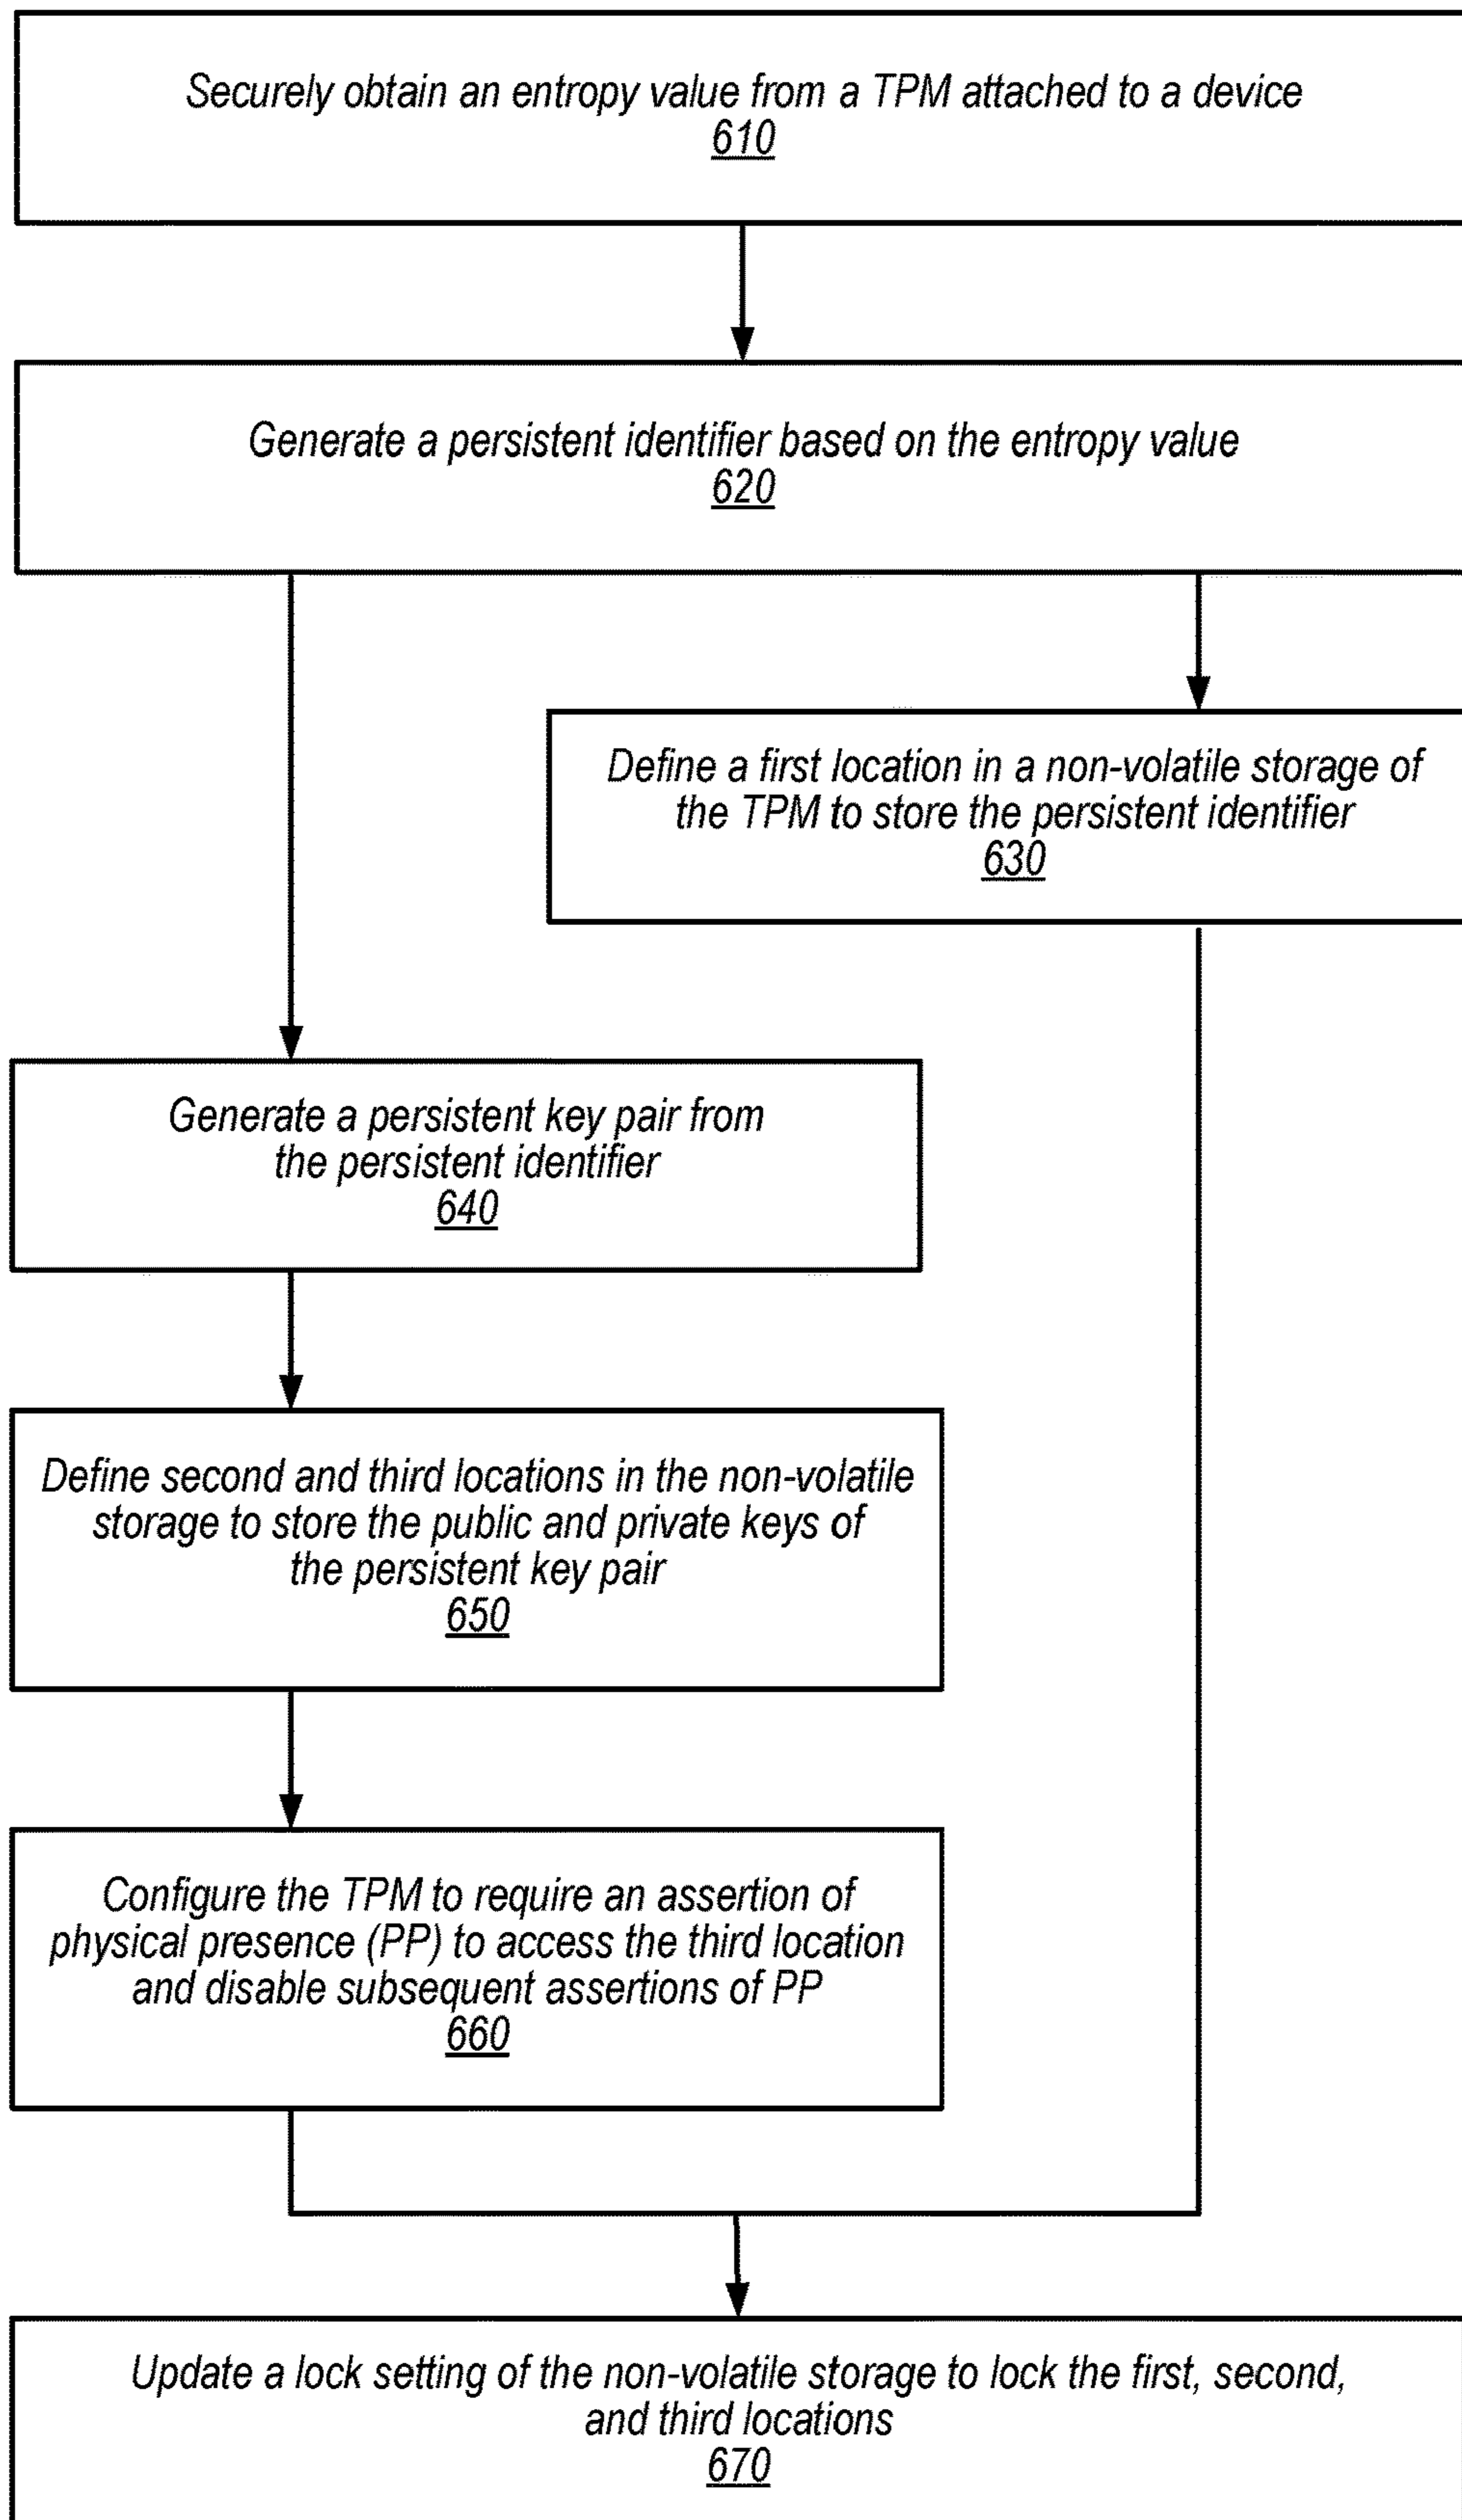 Securely obtain an entropy value from a TPM attached to a device
610
Generate a persistent identifier based on the entropy value
620
Define a first location in a non-volatile storage of
the TPM to store the persistent identifier
630
Generate a persistent key pair from
the persistent identifier
640
Define second and third locations in the non-volatile
storage to store the public and private keys of
the persistent key pair
650
Configure the TPM to require an assertion of
physical presence (PP) to access the third location
and disable subsequent assertions of PP
660
Update a lock setting of the non-volatile storage to lock the first, second,
and third locations
670